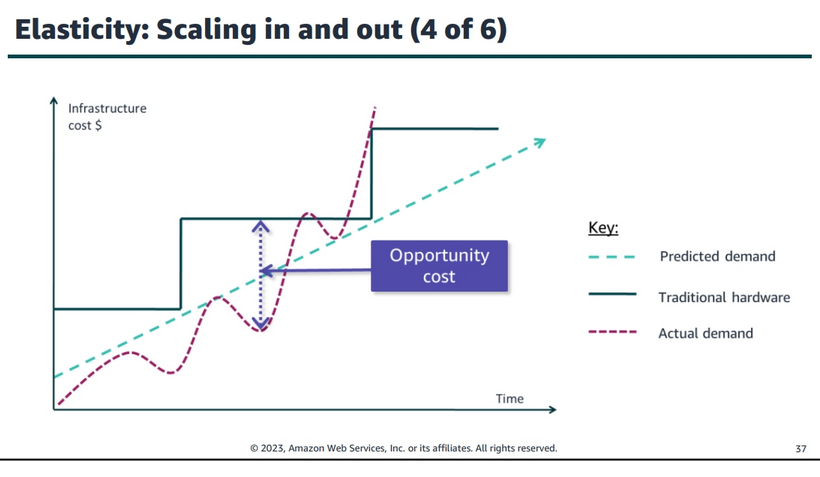 Elasticity: Scaling in and out (4 of 6)
Infrastructure
cost $
Opportunity
cost
Key:
Predicted demand
Traditional hardware
Actual demand
Time
© 2023, Amazon Web Services, Inc. or its affiliates. All rights reserved.
37